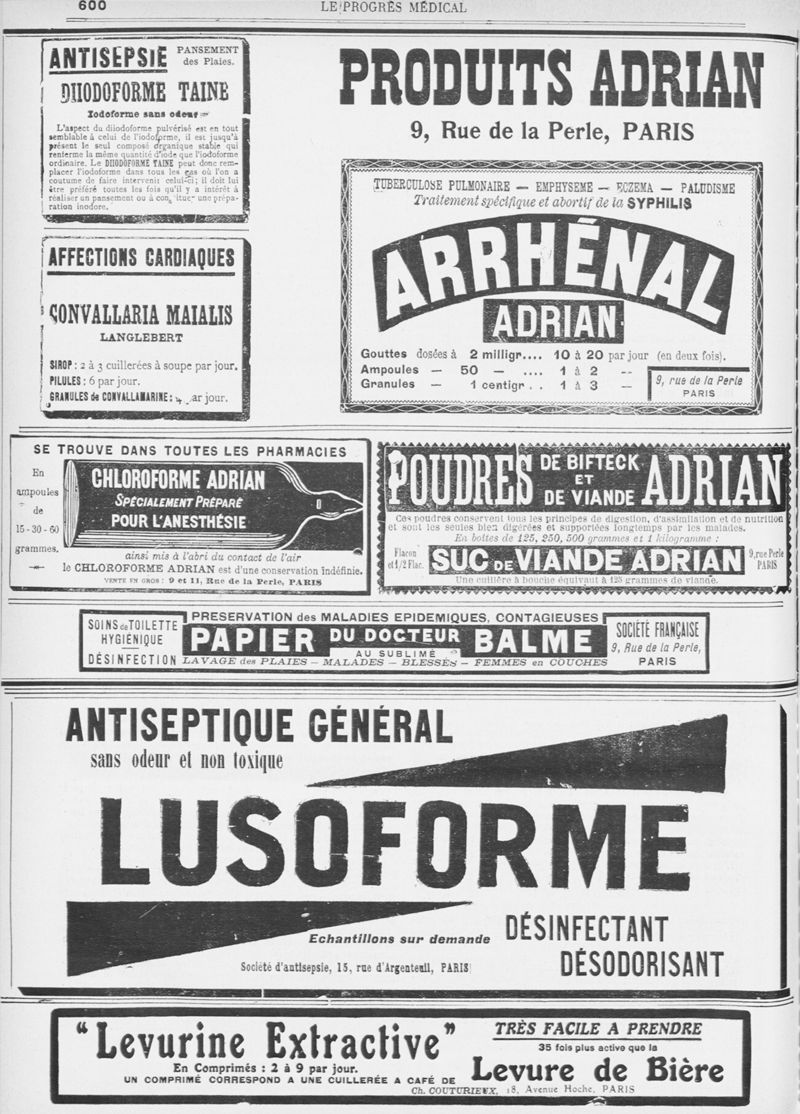 600
LE PROGRÈS MÉDICAL
ANTISEPSIE PANSEMENT
des Plaies.
DIIODOFORME TAINE
Iodoforme sans odeur
L'aspect du diiodoforme pulvérisé est en tout
semblable à celui de l'iodoforme, il est jusqu'à
présent le seul composé organique stable qui
renferme la même quantité d'iode que l'iodoforme
ordinaire. Le DIIODOFORME TAINE peut donc rem-
placer l'iodoforme dans tous les cas où l'on a
coutume de faire intervenir celui-ci; il doit lui
être préféré toutes les fois qu'il y a intérêt à
réaliser un pansement ou à une prépa-
ration inodore.
PRODUITS ADRIAN
9, Rue de la Perle, PARIS
TUBERCULOSE PULMONAIRE — EMPHYSEME — ECZEMA — PALUDISME
Traitement spécifique et abortif de la SYPHILIS
ARRHÉNAL
ADRIAN
Gouttes dosées à 2 milligr.... 10 à 20 par jour (en deux fois).
Ampoules — 50 — .... 1 à 2 —
Granules — 1 centigr . . 1 à 3 —
9, rue de la Perle
PARIS
AFFECTIONS CARDIAQUES
CONVALLARIA MAIALIS
LANGLEBERT
SIROP : 2 à 3 cuillerées à soupe par jour.
PILULES : 6 par jour.
GRANULES de CONVALLAMARINE : 4 par jour.
SE TROUVE DANS TOUTES LES PHARMACIES
En
ampoules
de
15-30-60
grammes.
CHLOROFORME ADRIAN
SPÉCIALEMENT PRÉPARÉ
POUR L'ANESTHÉSIE
ainsi mis à l'abri du contact de l'air
le CHLOROFORME ADRIAN est d'une conservation indéfinie.
VENTE EN GROS : 9 et 11, Rue de la Perle, PARIS
POUDRES DE BIFTECK
ET
DE VIANDE ADRIAN
Ces poudres conservent tous les principes de digestion, d'assimilation et de nutrition
et sont les seules bien digérées et supportées longtemps par les malades.
En boîtes de 125, 250, 500 grammes et 1 kilogramme :
Flacon
et 1/2 Flac.
SUC DE VIANDE ADRIAN
9, rue Perle
PARIS
Une cuillère à bouche équivaut à 125 grammes de viande.
SOINS de TOILETTE
HYGIÉNIQUE
DÉSINFECTION
PRESERVATION des MALADIES EPIDEMIQUES, CONTAGIEUSES
PAPIER DU DOCTEUR BALME
AU SUBLIMÉ
LAVAGE des PLAIES — MALADES — BLESSÉS — FEMMES en COUCHES
SOCIÉTÉ FRANÇAISE
9, Rue de la Perle,
PARIS
ANTISEPTIQUE GÉNÉRAL
sans odeur et non toxique
LUSOFORME
Echantillons sur demande
DÉSINFECTANT
DÉSODORISANT
Société d'antisepsie, 15, rue d'Argenteuil, PARIS
"Levurine Extractive"
En Comprimés : 2 à 9 par jour.
UN COMPRIMÉ CORRESPOND A UNE CUILLERÉE A CAFÉ DE
TRÈS FACILE A PRENDRE
35 fois plus active que la
Levure de Bière
Ch. COUTURIEUX, 18, Avenue Hoche, PARIS